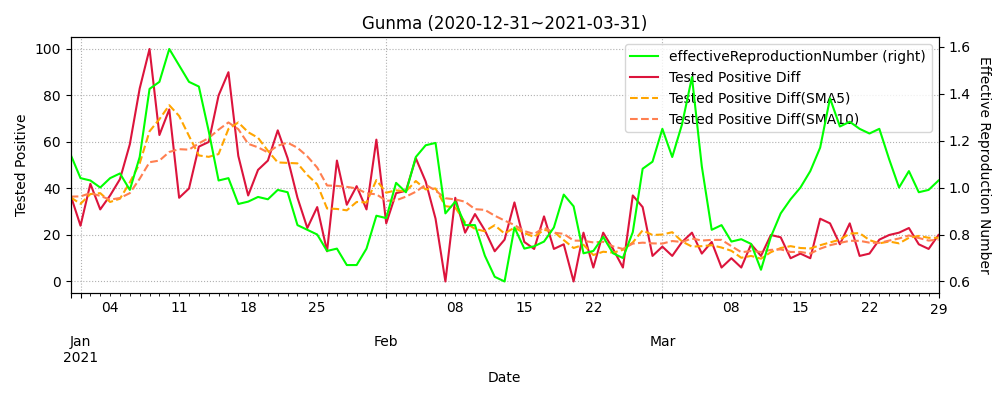 Gunma (2020-12-31~2021-03-31)
effectiveReproductionNumber (right)
Tested Positive Diff
Tested Positive Diff(SMA5)
Tested Positive Diff(SMA10)
Tested Positive
100
80
60
40
20
0
1.6
1.4
1.2
1.0
0.8
0.6
Effective Reproduction Number
04 11 18 25 08 15 22 08 15 22 29
Jan Feb Mar
2021
Date